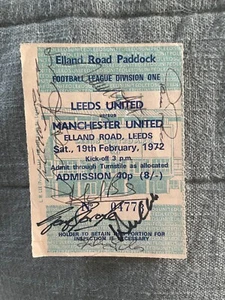 Elland Road Paddock
FOOTBALL LEAGUE DIVISION ONE
LEEDS UNITED
versus
MANCHESTER UNITED
ELLAND ROAD, LEEDS
Sat., 19th February, 1972
Kick-off 3 p.m.
Admit through Turnstile as allocated
ADMISSION 40p (8/-)
HOLDER TO RETAIN THIS PORTION FOR
INSPECTION IS NECESSARY